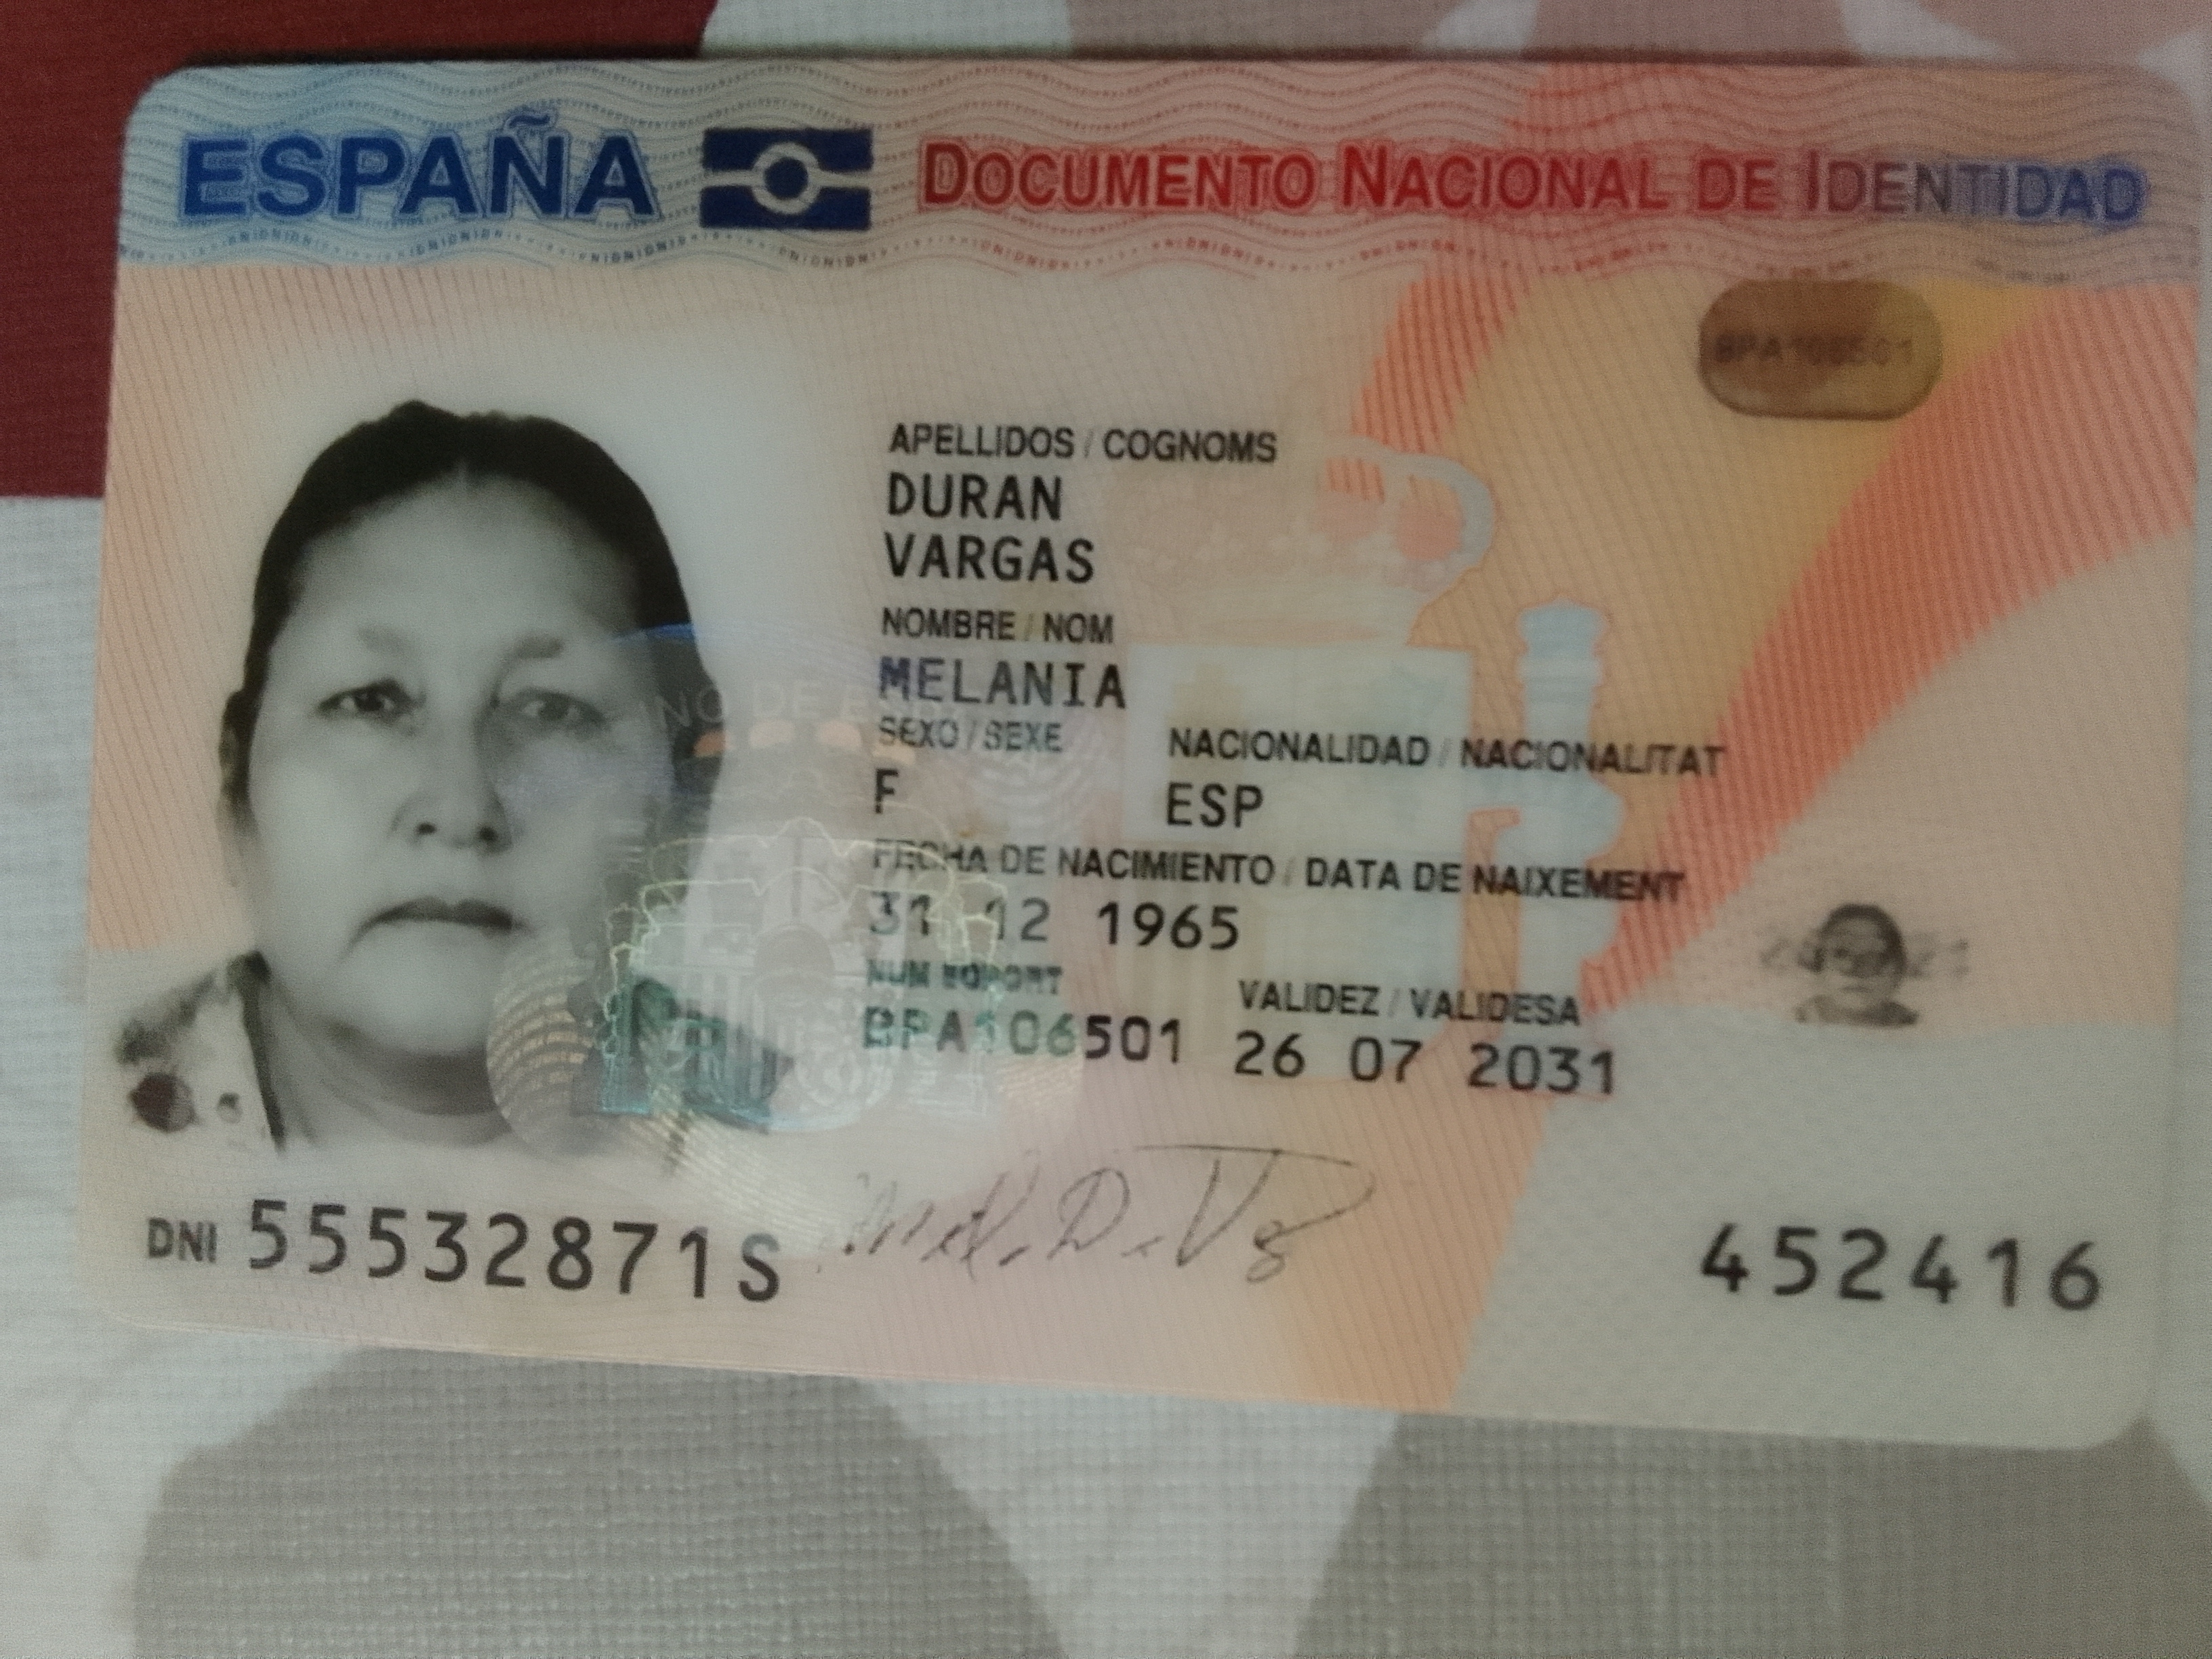 ESPAÑA DOCUMENTO NACIONAL DE IDENTIDAD
BPA106501
APELLIDOS / COGNOMS
DURAN
VARGAS
NOMBRE / NOM
MELANIA
SEXO / SEXE NACIONALIDAD / NACIONALITAT
F ESP
FECHA DE NACIMIENTO / DATA DE NAIXEMENT
31 12 1965
NUM SOPORT VALIDEZ / VALIDESA
BPA106501 26 07 2031
DNI 55532871S
452416